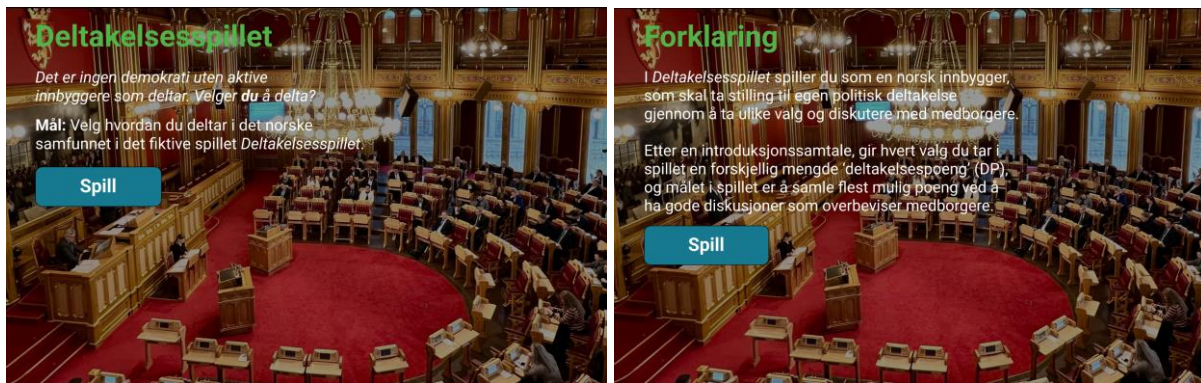 Deltakelsesspillet
Det er ingen demokrati uten aktive
innbyggere som deltar. Velger du å delta?
Mål: Velg hvordan du deltar i det norske
samfunnet i det fiktive spillet Deltakelsesspillet.
Spill
Forklaring
I Deltakelsesspillet spiller du som en norsk innbygger,
som skal ta stilling til egen politisk deltakelse
gjennom å ta ulike valg og diskutere med medborgere.
Etter en introduksjonssamtale, gir hvert valg du tar i
spillet en forskjellig mengde ‘deltakelsespoeng’ (DP),
og målet i spillet er å samle flest mulig poeng ved å
ha gode diskusjoner som overbeviser medborgere.
Spill